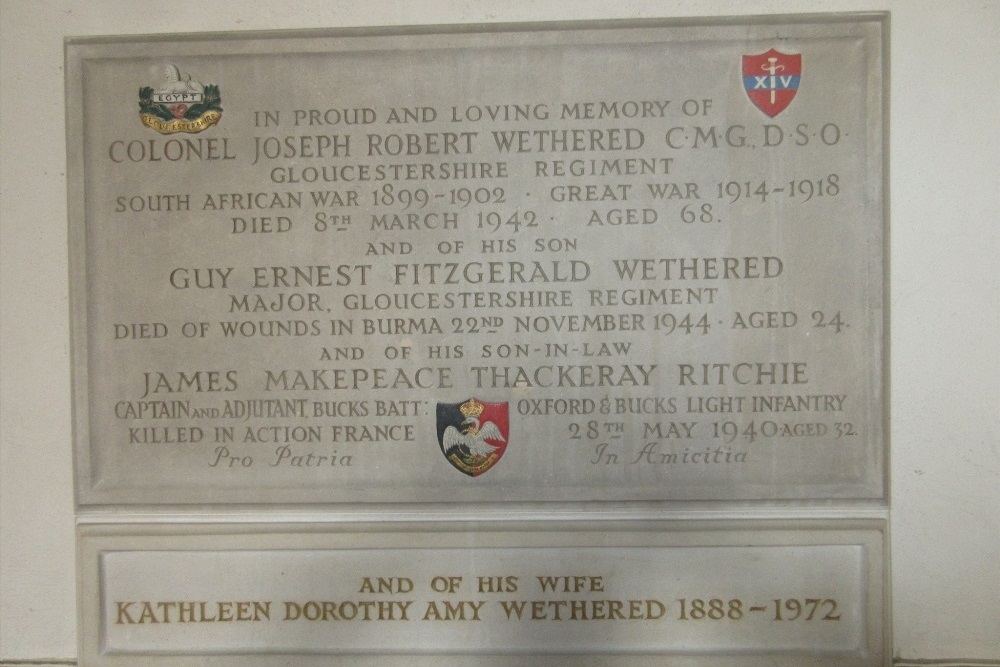 EGYPT
XIV
IN PROUD AND LOVING MEMORY OF
COLONEL JOSEPH ROBERT WETHERED C·M·G., D·S·O·
GLOUCESTERSHIRE REGIMENT
SOUTH AFRICAN WAR 1899-1902 · GREAT WAR 1914-1918
DIED 8TH MARCH 1942 · AGED 68.
AND OF HIS SON
GUY ERNEST FITZGERALD WETHERED
MAJOR, GLOUCESTERSHIRE REGIMENT
DIED OF WOUNDS IN BURMA 22ND NOVEMBER 1944 · AGED 24.
AND OF HIS SON-IN-LAW
JAMES MAKEPEACE THACKERAY RITCHIE
CAPTAIN AND ADJUTANT, BUCKS BATT: OXFORD & BUCKS LIGHT INFANTRY
KILLED IN ACTION FRANCE 28TH MAY 1940·AGED 32.
Pro Patria In Amicitia
AND OF HIS WIFE
KATHLEEN DOROTHY AMY WETHERED 1888-1972